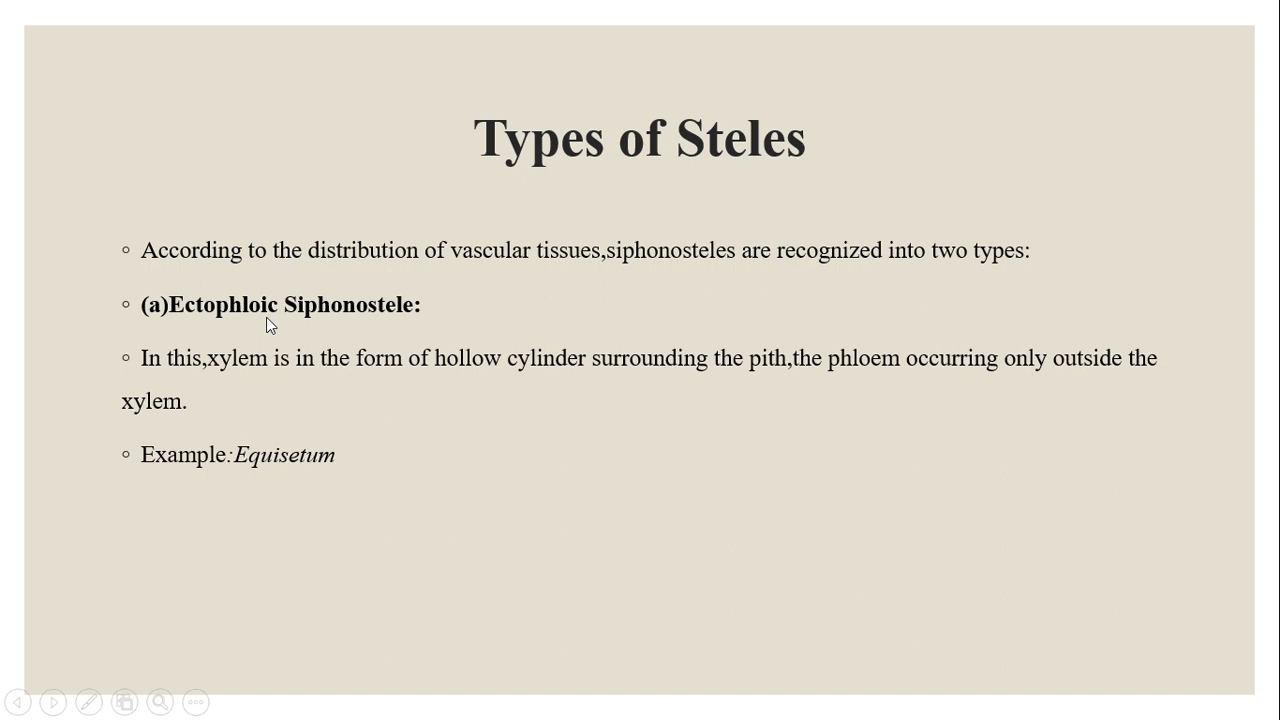 Types of Steles
◦ According to the distribution of vascular tissues,siphonosteles are recognized into two types:
◦ (a)Ectophloic Siphonostele:
◦ In this,xylem is in the form of hollow cylinder surrounding the pith,the phloem occurring only outside the
xylem.
◦ Example:Equisetum